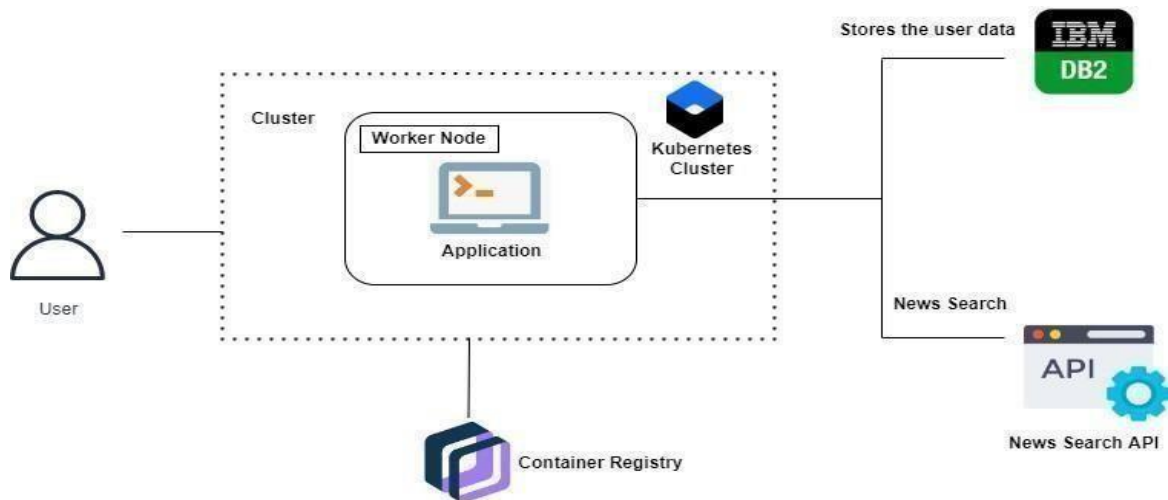 Stores the user data
IBM
DB2
Cluster
Worker Node
Kubernetes
Cluster
Application
User
News Search
API
News Search API
Container Registry